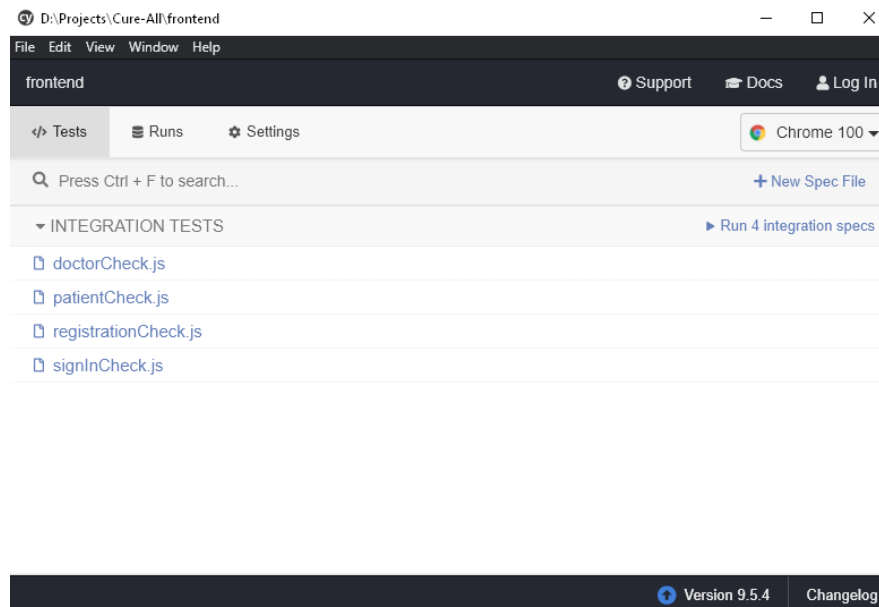 D:\Projects\Cure-All\frontend
File Edit View Window Help
frontend Support Docs Log In
Tests Runs Settings Chrome 100
Press Ctrl + F to search... New Spec File
INTEGRATION TESTS Run 4 integration specs
doctorCheck.js
patientCheck.js
registrationCheck.js
signInCheck.js
Version 9.5.4 Changelog